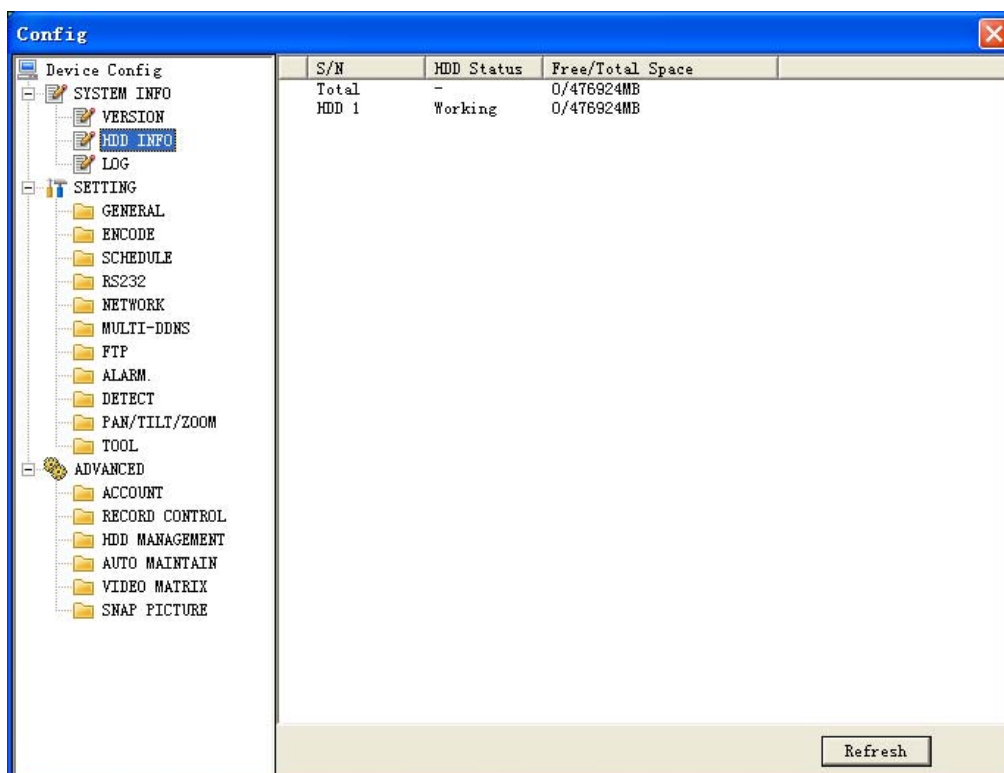 Config
Device Config
SYSTEM INFO
VERSION
HDD INFO
LOG
SETTING
GENERAL
ENCODE
SCHEDULE
RS232
NETWORK
MULTI-DDNS
FTP
ALARM.
DETECT
PAN/TILT/ZOOM
TOOL
ADVANCED
ACCOUNT
RECORD CONTROL
HDD MANAGEMENT
AUTO MAINTAIN
VIDEO MATRIX
SNAP PICTURE
S/N HDD Status Free/Total Space
Total - 0/476924MB
HDD 1 Working 0/476924MB
Refresh